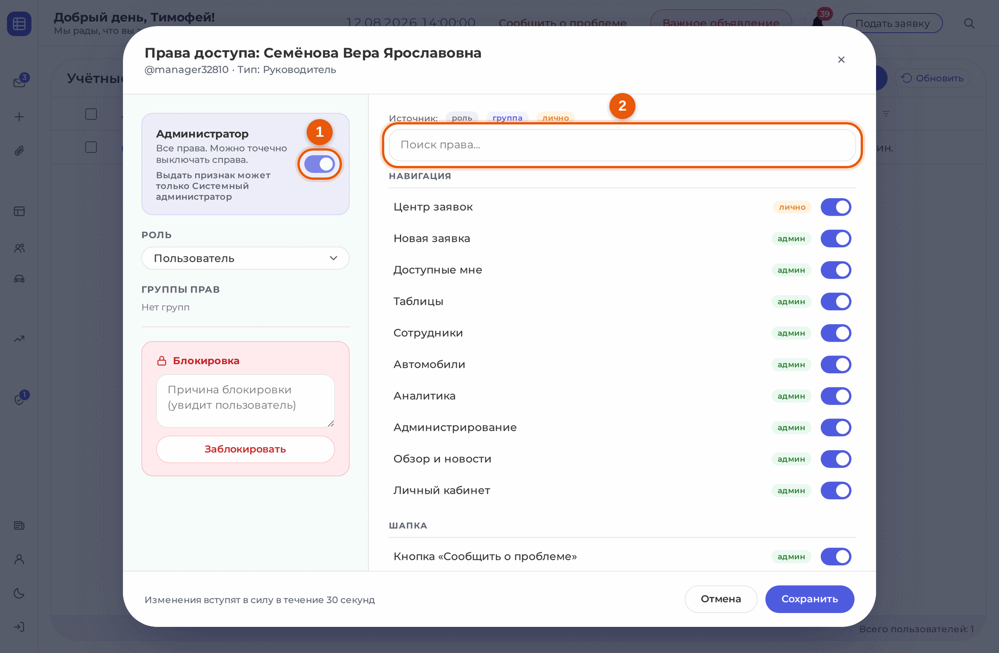 Добрый день, Тимофей!
Мы рады, что вы з
12.08.2026 14:00:00
Сообщить о проблеме
Важное объявление
39
Подать заявку
Права доступа: Семёнова Вера Ярославовна
@manager32810 · Тип: Руководитель
3
Учётные
Обновить
1
Администратор
Все права. Можно точечно
выключать справа.
Выдать признак может
только Системный
администратор
РОЛЬ
Пользователь
ГРУППЫ ПРАВ
Нет групп
Блокировка
Причина блокировки
(увидит пользователь)
Заблокировать
1
2
Источник: роль группа лично
Поиск права...
НАВИГАЦИЯ
Центр заявок лично
Новая заявка админ
Доступные мне админ
Таблицы админ
Сотрудники админ
Автомобили админ
Аналитика админ
Администрирование админ
Обзор и новости админ
Личный кабинет админ
ШАПКА
Кнопка «Сообщить о проблеме» админ
ин.
Изменения вступят в силу в течение 30 секунд
Отмена
Сохранить
Всего пользователей: 1